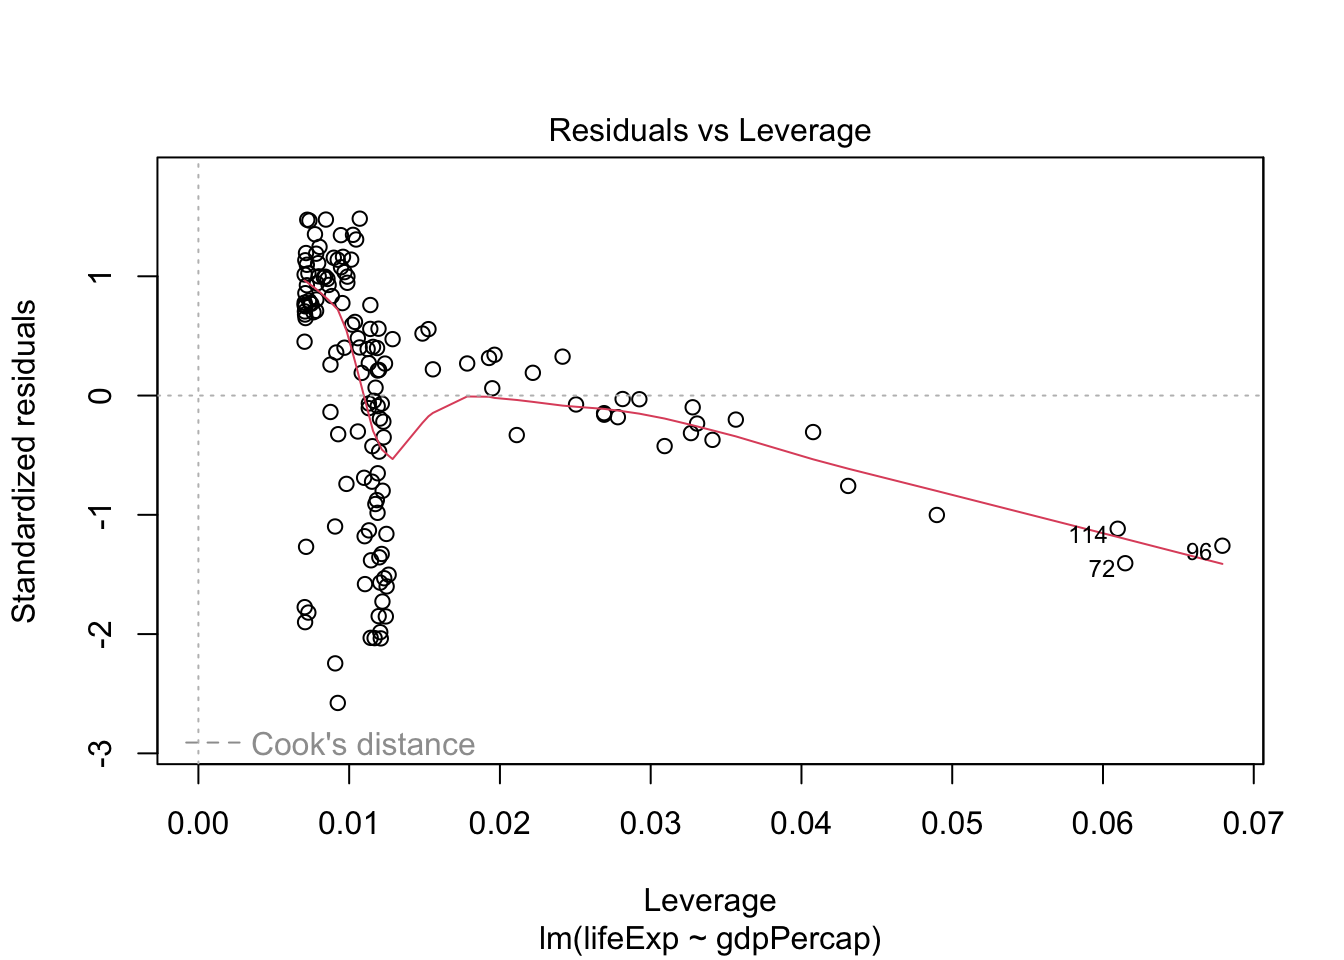 Residuals vs Leverage
Standardized residuals
1
0
-1
-2
-3
114
96
72
Cook's distance
0.00 0.01 0.02 0.03 0.04 0.05 0.06 0.07
Leverage
lm(lifeExp ~ gdpPercap)